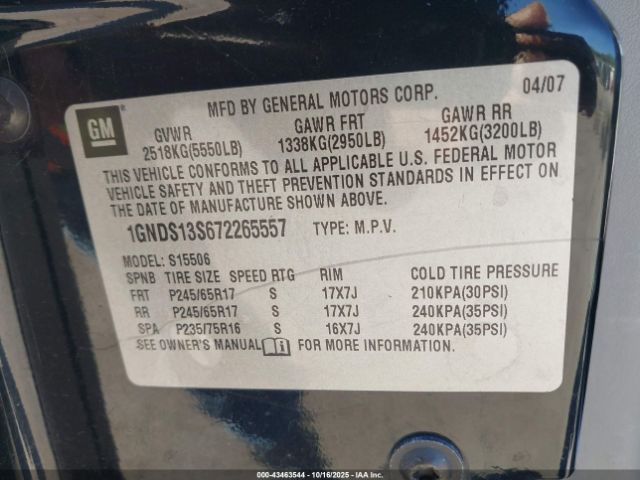 MFD BY GENERAL MOTORS CORP. 04/07
GM
GVWR GAWR FRT GAWR RR
2518KG(5550LB) 1338KG(2950LB) 1452KG(3200LB)
THIS VEHICLE CONFORMS TO ALL APPLICABLE U.S. FEDERAL MOTOR
VEHICLE SAFETY AND THEFT PREVENTION STANDARDS IN EFFECT ON
THE DATE OF MANUFACTURE SHOWN ABOVE.
1GNDS13S672265557 TYPE: M.P.V.
MODEL: S15506
SPNB TIRE SIZE SPEED RTG RIM COLD TIRE PRESSURE
FRT P245/65R17 S 17X7J 210KPA(30PSI)
RR P245/65R17 S 17X7J 240KPA(35PSI)
SPA P235/75R16 S 16X7J 240KPA(35PSI)
SEE OWNER'S MANUAL FOR MORE INFORMATION.
000-43463544 - 10/16/2025 - IAA Inc.